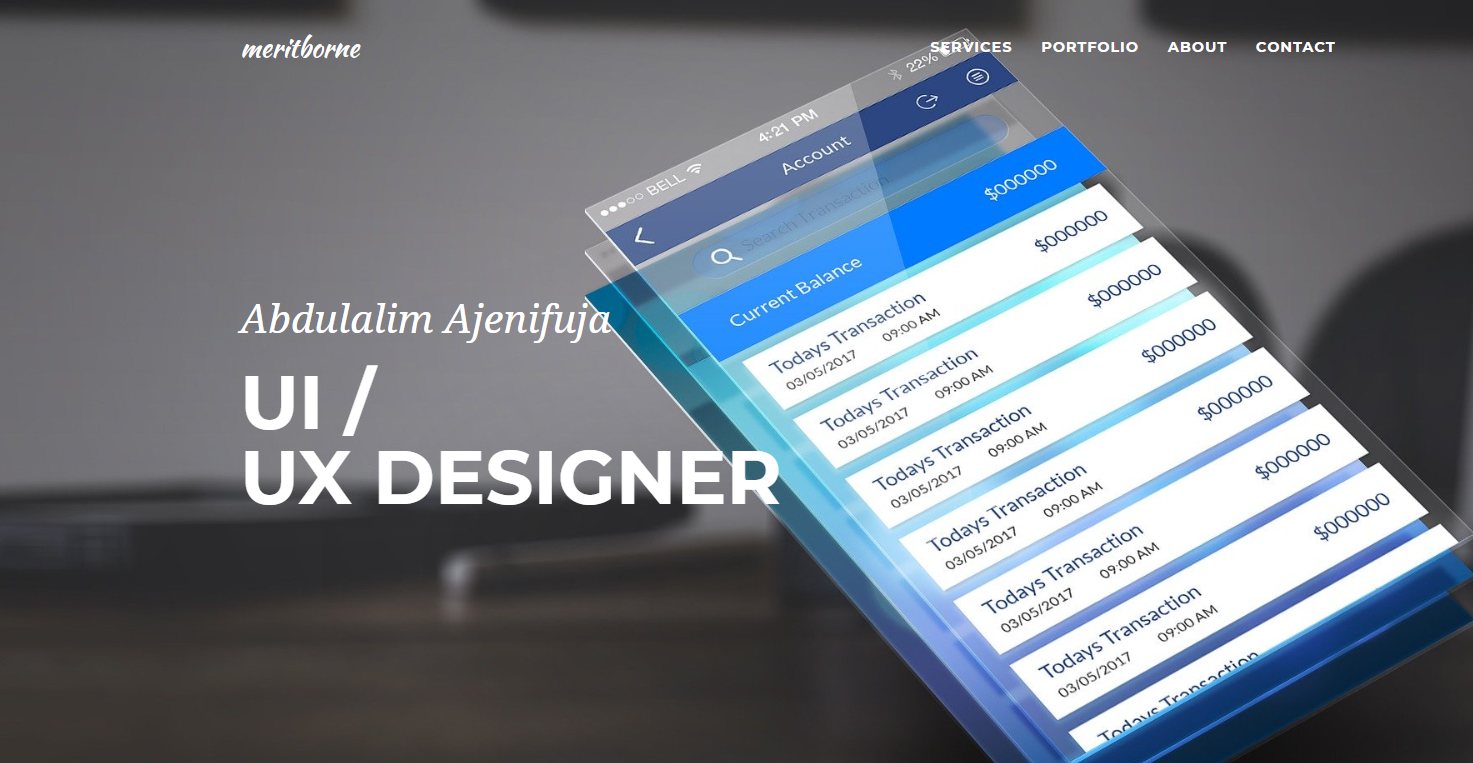 meritborne
SERVICES PORTFOLIO ABOUT CONTACT
22%
BELL 4:21 PM
Account
Search Transaction
Current Balance $000000
Todays Transaction $000000
03/05/2017 09:00 AM
Todays Transaction $000000
03/05/2017 09:00 AM
Todays Transaction $000000
03/05/2017 09:00 AM
Todays Transaction $000000
03/05/2017 09:00 AM
Todays Transaction $000000
03/05/2017 09:00 AM
Todays Transaction $000000
03/05/2017 09:00 AM
Todays Transaction
Abdulalim Ajenifuja
UI /
UX DESIGNER